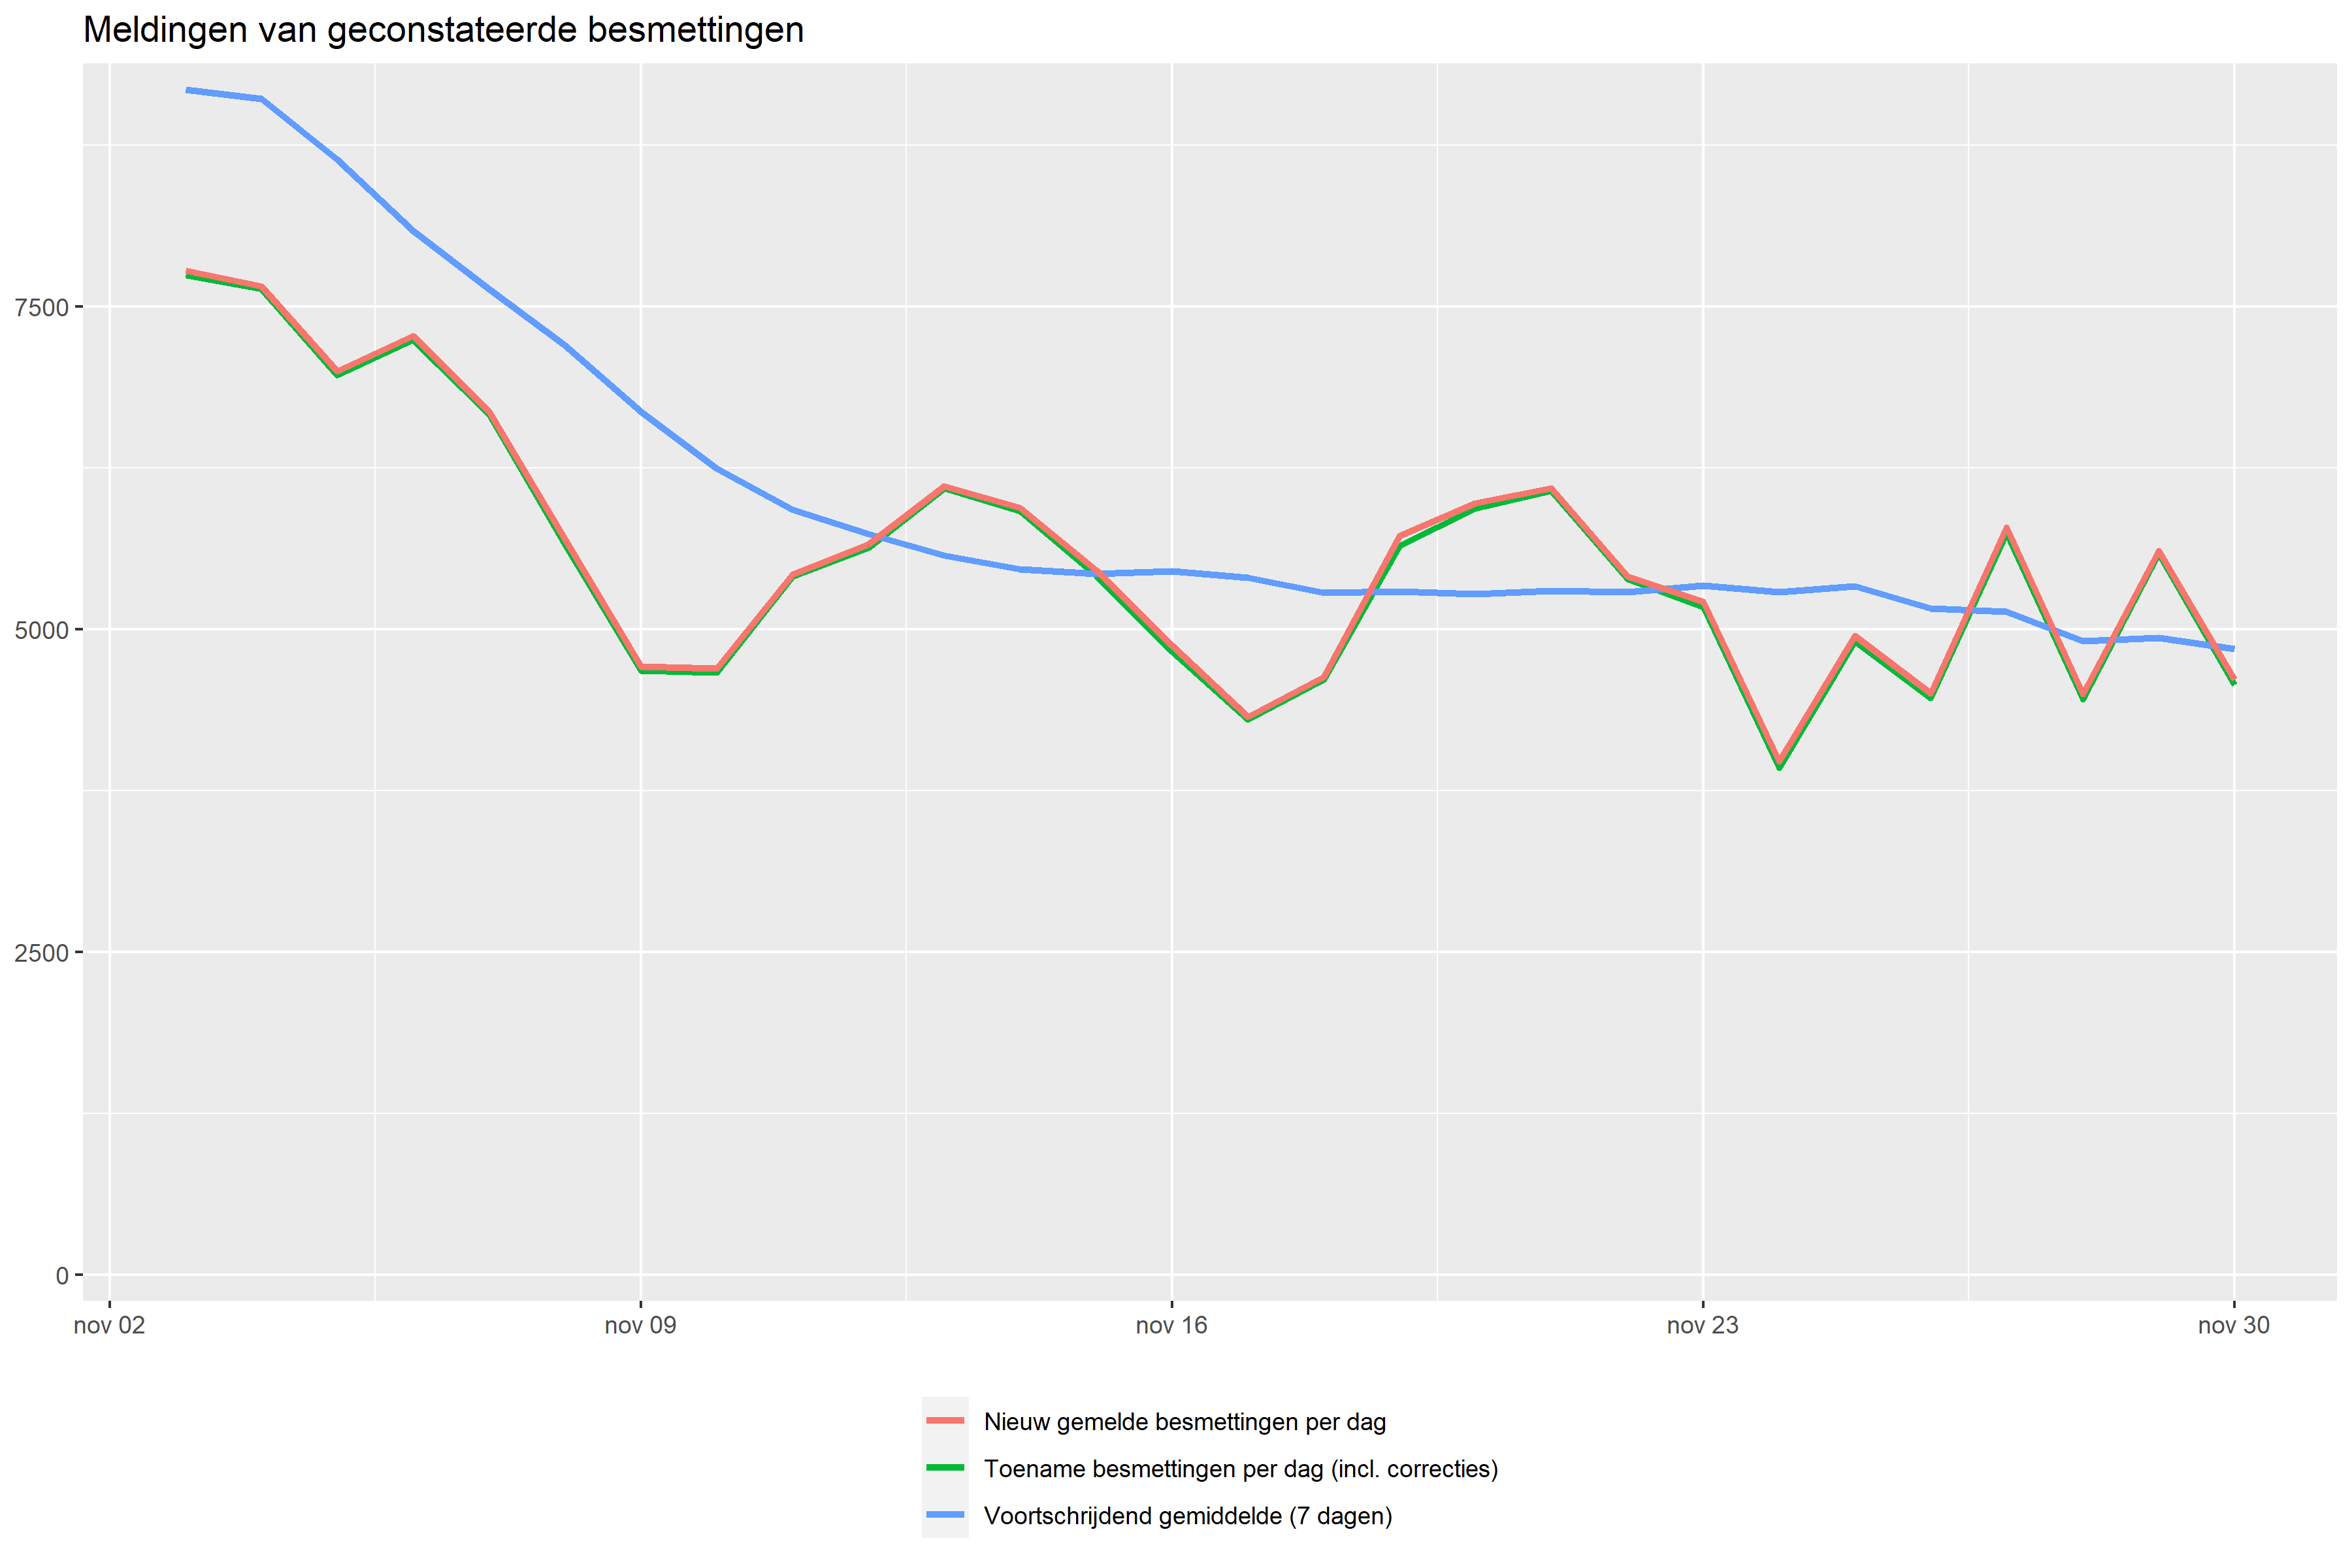 Meldingen van geconstateerde besmettingen
7500
5000
2500
0
nov 02 nov 09 nov 16 nov 23 nov 30
Nieuw gemelde besmettingen per dag
Toename besmettingen per dag (incl. correcties)
Voortschrijdend gemiddelde (7 dagen)